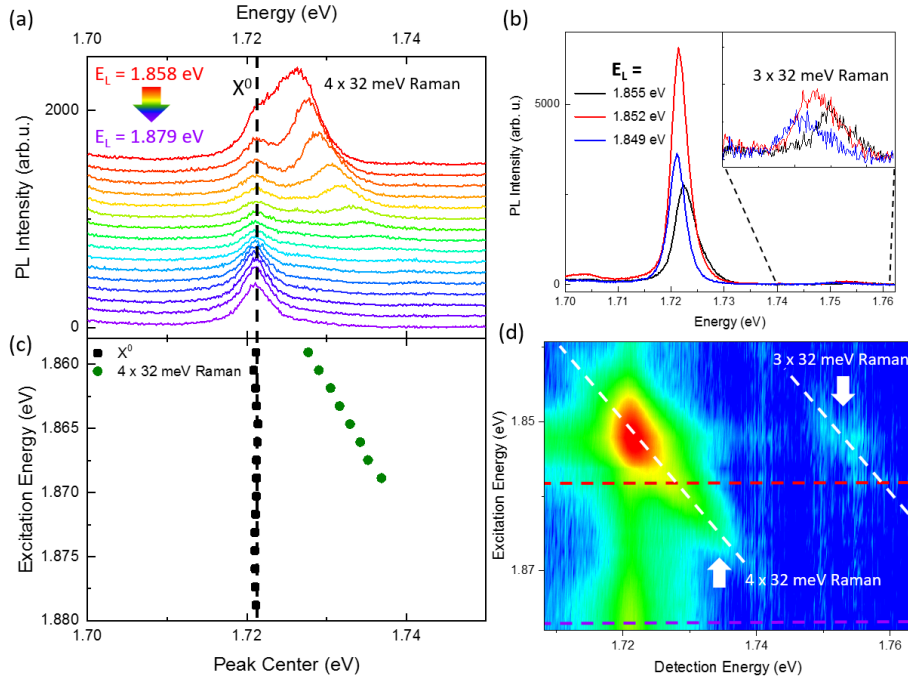 (a)
Energy (eV)
1.70 1.72 1.74
E_L = 1.858 eV
X⁰
4 x 32 meV Raman
E_L = 1.879 eV
2000
1000
0
PL Intensity (arb.u.)
(b)
E_L =
1.855 eV
1.852 eV
1.849 eV
3 x 32 meV Raman
5000
0
PL Intensity (arb.u.)
1.70 1.71 1.72 1.73 1.74 1.75 1.76
Energy (eV)
(c)
X⁰
4 x 32 meV Raman
1.860
1.865
1.870
1.875
1.880
Excitation Energy (eV)
1.70 1.72 1.74
Peak Center (eV)
(d)
3 x 32 meV Raman
4 x 32 meV Raman
1.85
1.87
Excitation Energy (eV)
1.72 1.74 1.76
Detection Energy (eV)